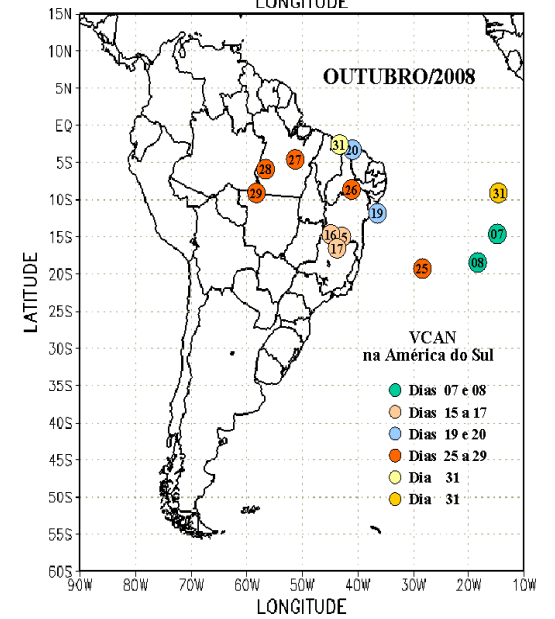 LONGITUDE
15N
10N
5N
EQ
5S
10S
15S
20S
25S
30S
35S
40S
45S
50S
55S
60S
LATITUDE
OUTUBRO/2008
31
20
27
28
29
26
31
19
16
5
17
07
08
25
VCAN
na América do Sul
Dias 07 e 08
Dias 15 a 17
Dias 19 e 20
Dias 25 a 29
Dia 31
Dia 31
90W 80W 70W 60W 50W 40W 30W 20W 10W
LONGITUDE